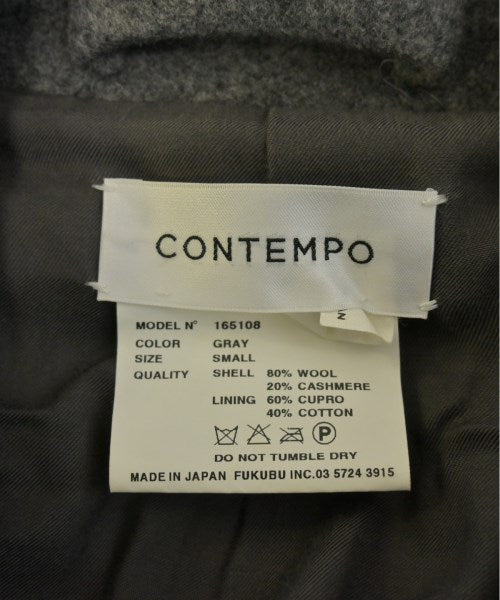 CONTEMPO
MODEL N° 165108
COLOR GRAY
SIZE SMALL
QUALITY SHELL 80% WOOL
20% CASHMERE
LINING 60% CUPRO
40% COTTON
P
DO NOT TUMBLE DRY
MADE IN JAPAN FUKUBU INC.03 5724 3915